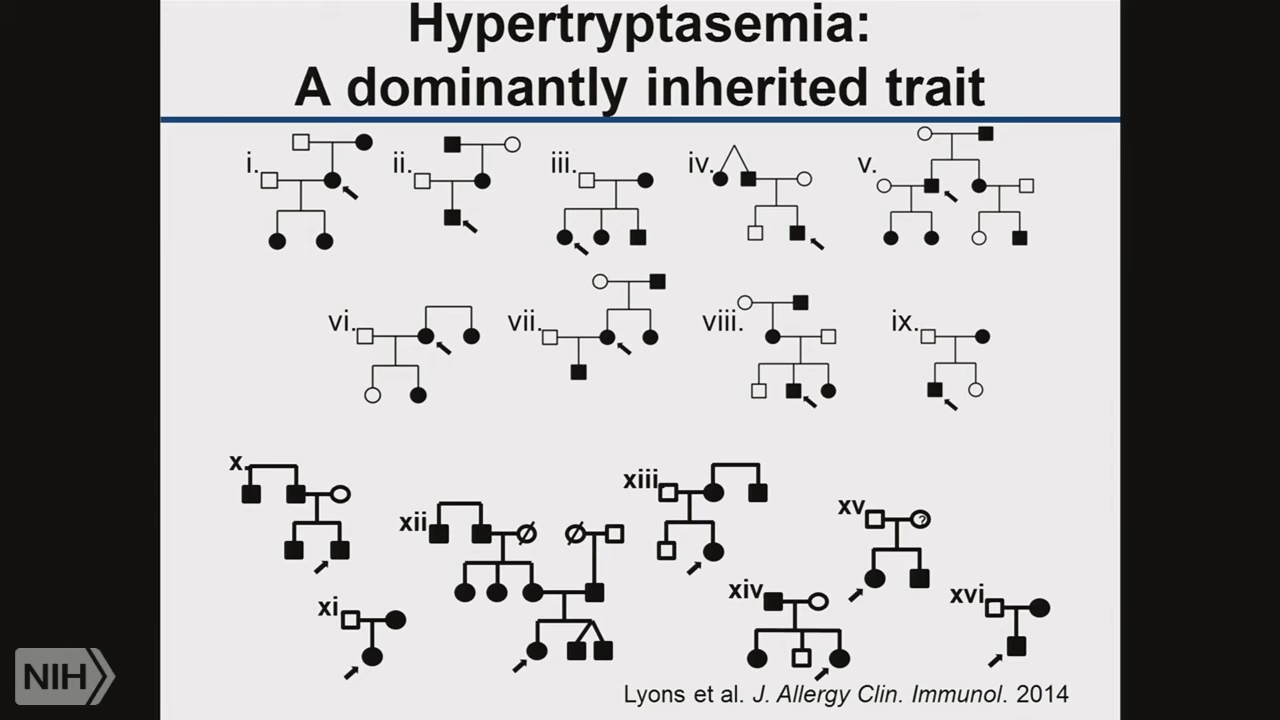 Hypertryptasemia:
A dominantly inherited trait
i.
ii.
iii.
iv.
v.
vi.
vii.
viii.
ix.
x.
xi
xii
xiii
xiv
xv
?
xvi
NIH
Lyons et al. J. Allergy Clin. Immunol. 2014